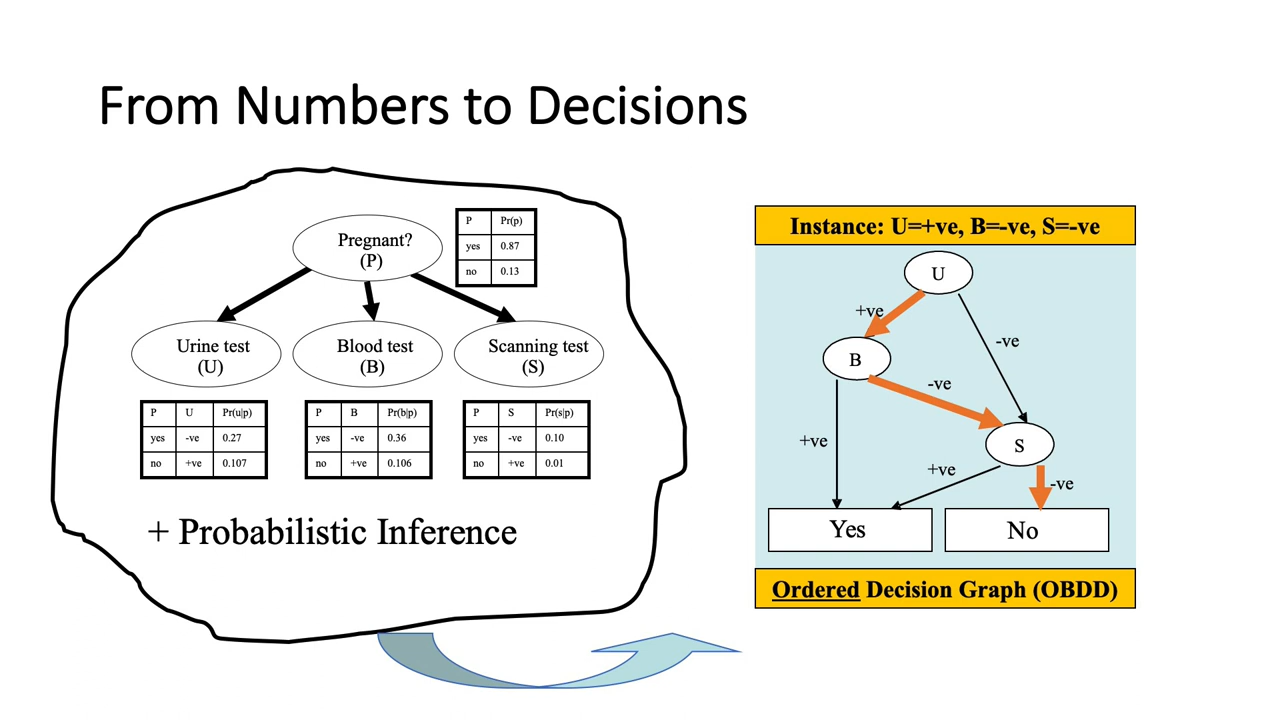 From Numbers to Decisions
Pregnant?
(P)
P Pr(p)
yes 0.87
no 0.13
Urine test
(U)
Blood test
(B)
Scanning test
(S)
P U Pr(u|p)
yes -ve 0.27
no +ve 0.107
P B Pr(b|p)
yes -ve 0.36
no +ve 0.106
P S Pr(s|p)
yes -ve 0.10
no +ve 0.01
+ Probabilistic Inference
Instance: U=+ve, B=-ve, S=-ve
U
+ve
-ve
B
-ve
+ve
S
+ve
-ve
Yes
No
Ordered Decision Graph (OBDD)